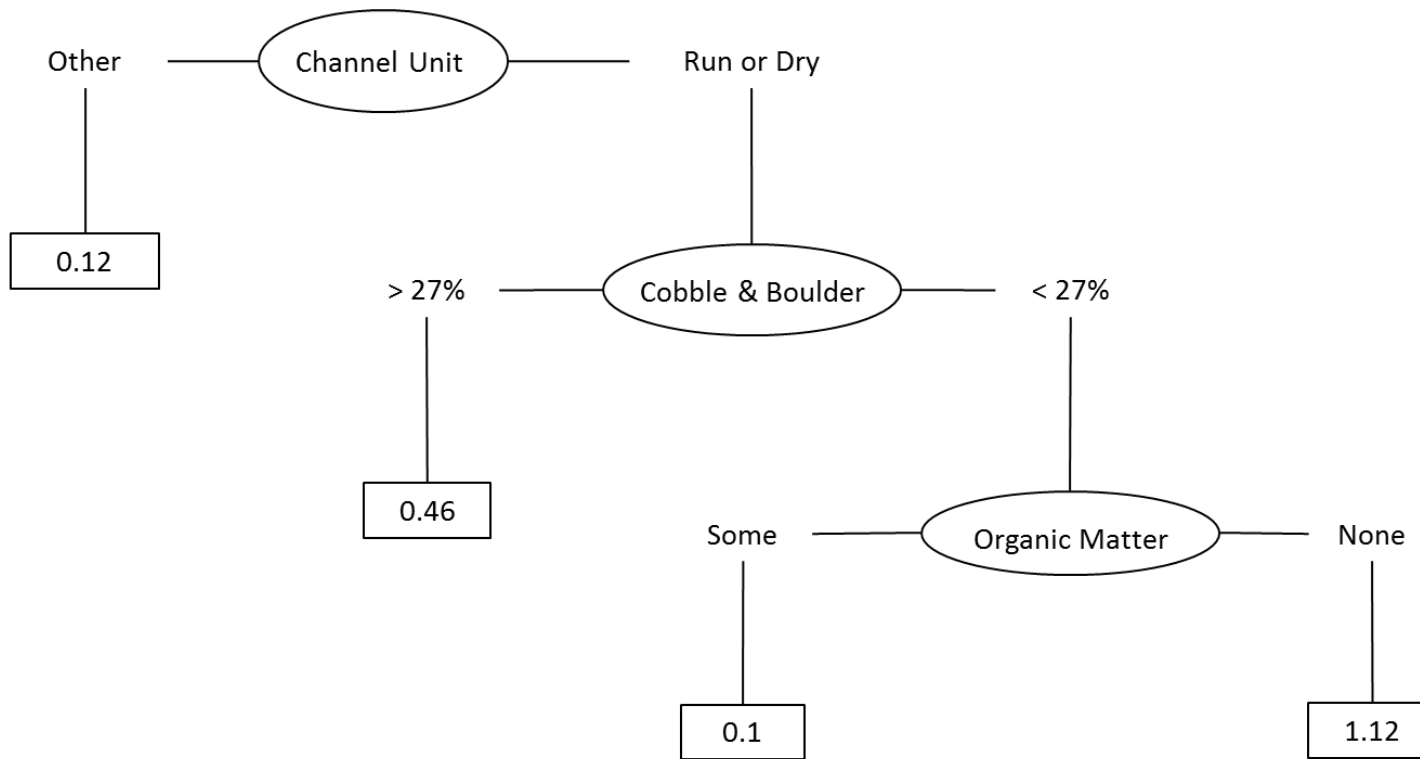 Other
Channel Unit
Run or Dry
0.12
> 27%
Cobble & Boulder
< 27%
0.46
Some
Organic Matter
None
0.1
1.12